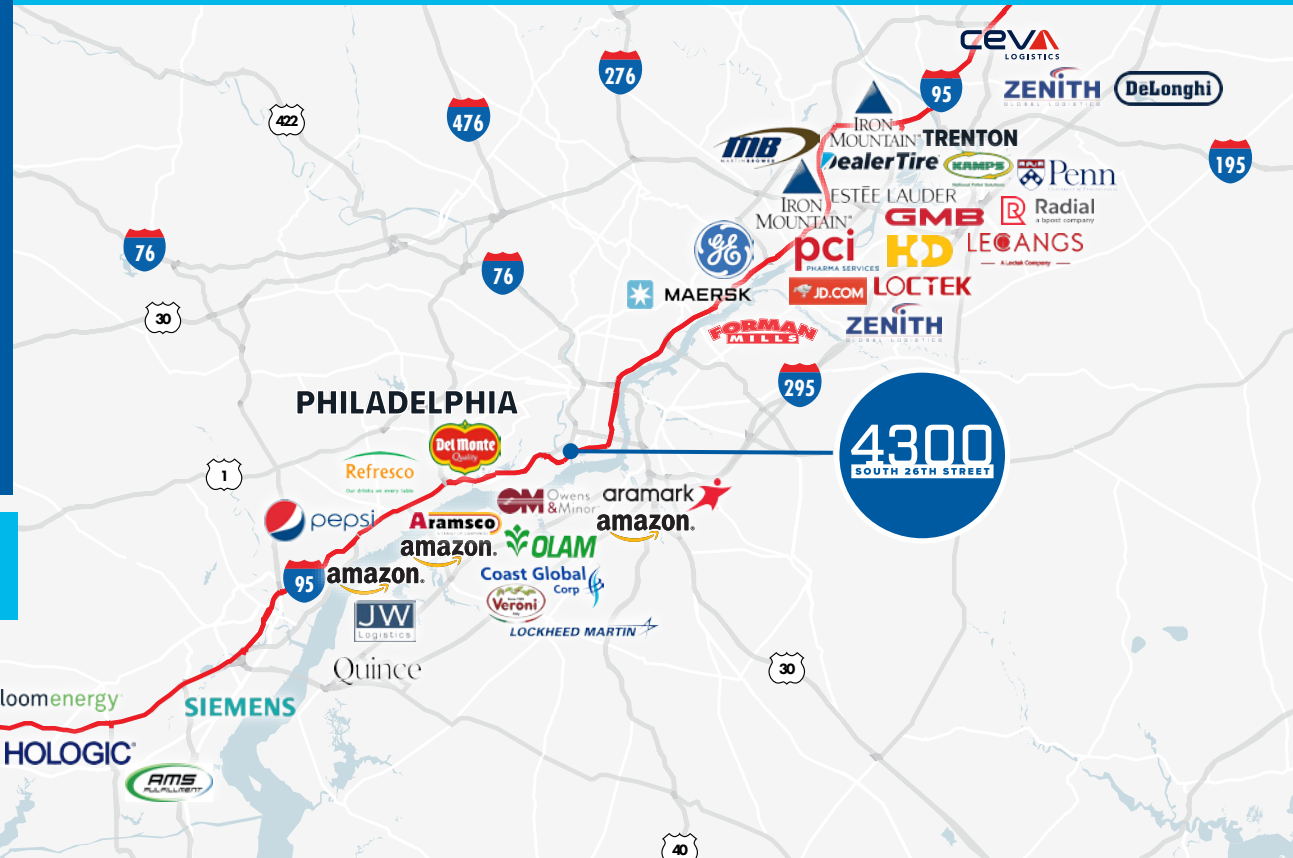 CEVA
LOGISTICS
276
95
ZENITH
GLOBAL LOGISTICS
DeLonghi
422
476
IRON
MOUNTAIN
TRENTON
MB
MARTIN BROWER
DealerTire
KAMPS
195
IRON
MOUNTAIN
ESTĒE LAUDER
Penn
GMB
Radial
a bpost company
76
GE
pci
PHARMA SERVICES
KD
LECANGS
A Loctek Company
76
MAERSK
JD.COM
LOCTEK
30
FORMAN
MILLS
ZENITH
GLOBAL LOGISTICS
295
PHILADELPHIA
Del Monte
Quality
4300
SOUTH 26TH STREET
Refresco
Our drinks on every table
1
OM
Owens
&Minor
aramark
amazon.
pepsi
Aramsco
amazon.
OLAM
95
amazon.
Coast Global
Corp
Veroni
JW
Logistics
LOCKHEED MARTIN
Quince
30
loomenergy
SIEMENS
HOLOGIC
AMS
FULFILLMENT
40